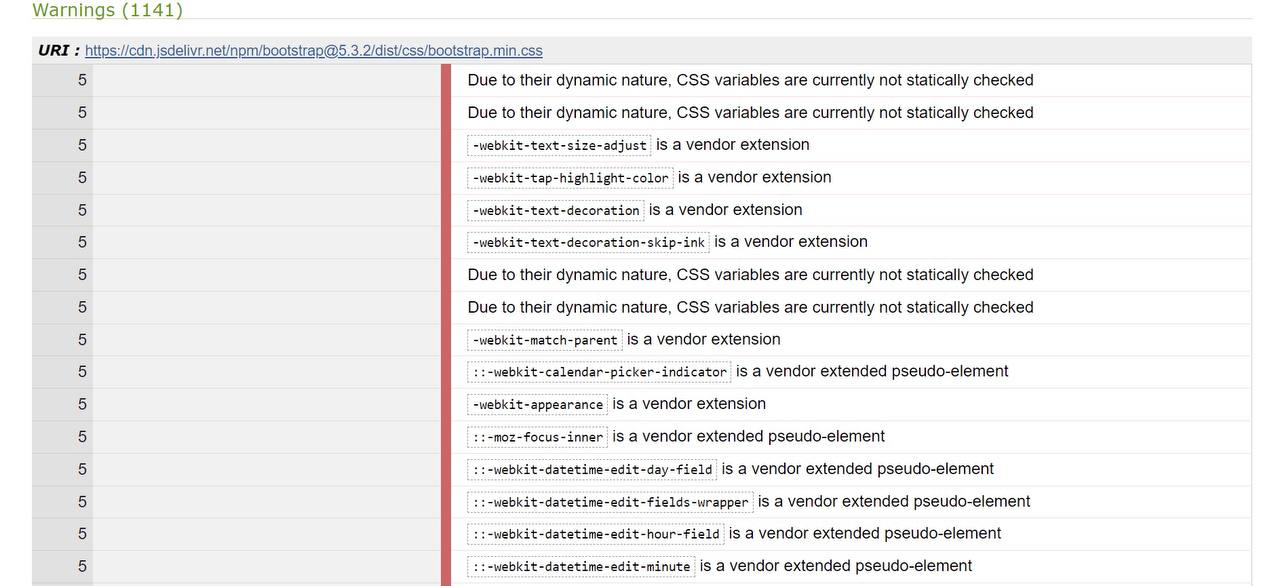 Warnings (1141)
URI : https://cdn.jsdelivr.net/npm/bootstrap@5.3.2/dist/css/bootstrap.min.css
5 Due to their dynamic nature, CSS variables are currently not statically checked
5 Due to their dynamic nature, CSS variables are currently not statically checked
5 -webkit-text-size-adjust is a vendor extension
5 -webkit-tap-highlight-color is a vendor extension
5 -webkit-text-decoration is a vendor extension
5 -webkit-text-decoration-skip-ink is a vendor extension
5 Due to their dynamic nature, CSS variables are currently not statically checked
5 Due to their dynamic nature, CSS variables are currently not statically checked
5 -webkit-match-parent is a vendor extension
5 ::-webkit-calendar-picker-indicator is a vendor extended pseudo-element
5 -webkit-appearance is a vendor extension
5 ::-moz-focus-inner is a vendor extended pseudo-element
5 ::-webkit-datetime-edit-day-field is a vendor extended pseudo-element
5 ::-webkit-datetime-edit-fields-wrapper is a vendor extended pseudo-element
5 ::-webkit-datetime-edit-hour-field is a vendor extended pseudo-element
5 ::-webkit-datetime-edit-minute is a vendor extended pseudo-element